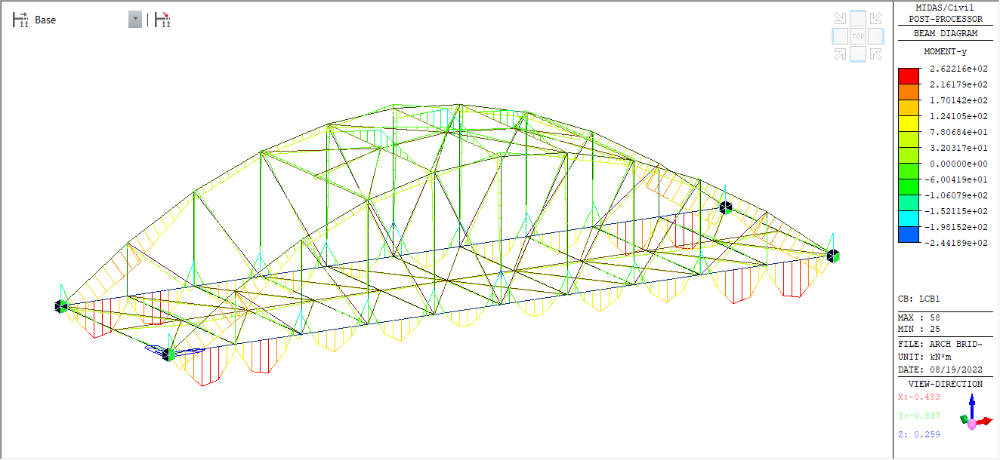 Base
TOP
MIDAS/Civil
POST-PROCESSOR
BEAM DIAGRAM
MOMENT-y
2.62216e+02
2.16179e+02
1.70142e+02
1.24105e+02
7.80684e+01
3.20317e+01
0.00000e+00
-6.00419e+01
-1.06079e+02
-1.52115e+02
-1.98152e+02
-2.44189e+02
CB: LCB1
MAX : 58
MIN : 25
FILE: ARCH BRID~
UNIT: kN*m
DATE: 08/19/2022
VIEW-DIRECTION
X:-0.483
Y:-0.837
Z: 0.259